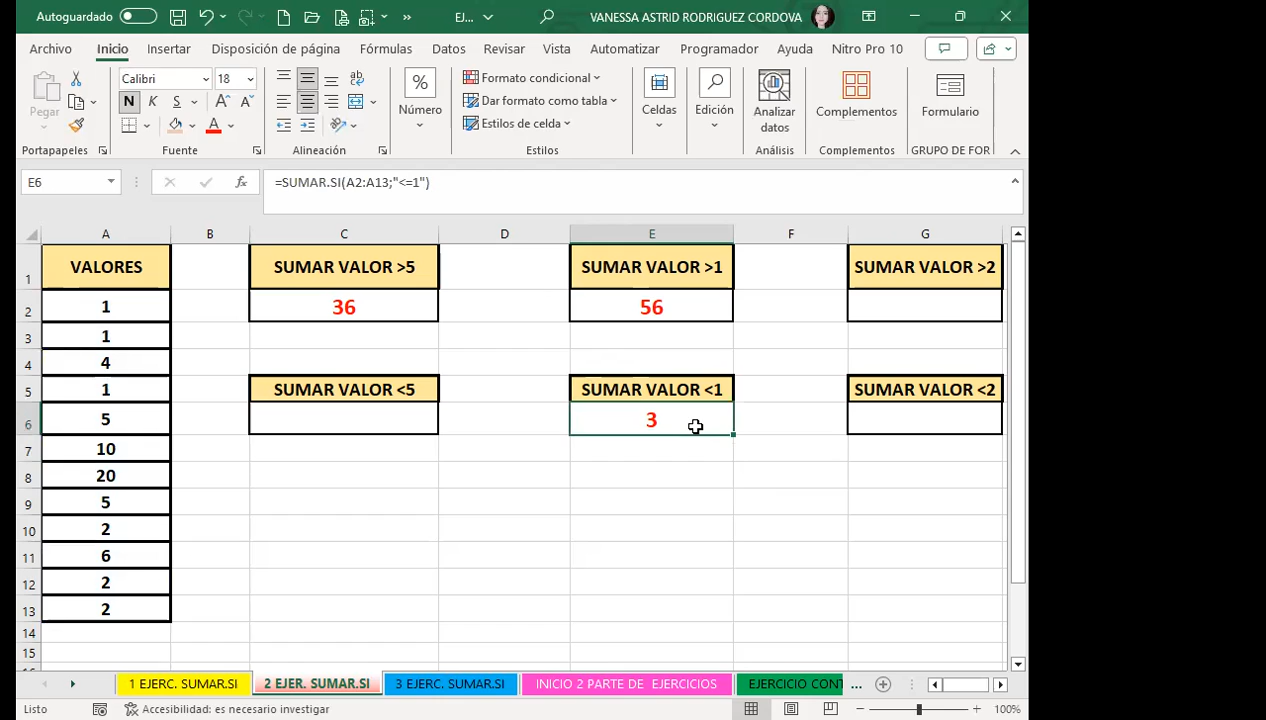 Autoguardado
EJ...
VANESSA ASTRID RODRIGUEZ CORDOVA
Archivo Inicio Insertar Disposición de página Fórmulas Datos Revisar Vista Automatizar Programador Ayuda Nitro Pro 10
Pegar
Calibri 18
N K S
A A
A
ab
%
Número
Formato condicional
Dar formato como tabla
Estilos de celda
Celdas
Edición
Analizar
datos
Complementos
Formulario
Portapapeles Fuente Alineación Estilos Análisis Complementos GRUPO DE FOR
E6
fx
=SUMAR.SI(A2:A13;"<=1")
A B C D E F G
1 VALORES SUMAR VALOR >5 SUMAR VALOR >1 SUMAR VALOR >2
2 1 36 56
3 1
4 4
5 1 SUMAR VALOR <5 SUMAR VALOR <1 SUMAR VALOR <2
6 5 3
7 10
8 20
9 5
10 2
11 6
12 2
13 2
14
15
1 EJERC. SUMAR.SI 2 EJER. SUMAR.SI 3 EJERC. SUMAR.SI INICIO 2 PARTE DE EJERCICIOS EJERCICIO CONT ...
Listo Accesibilidad: es necesario investigar 100%